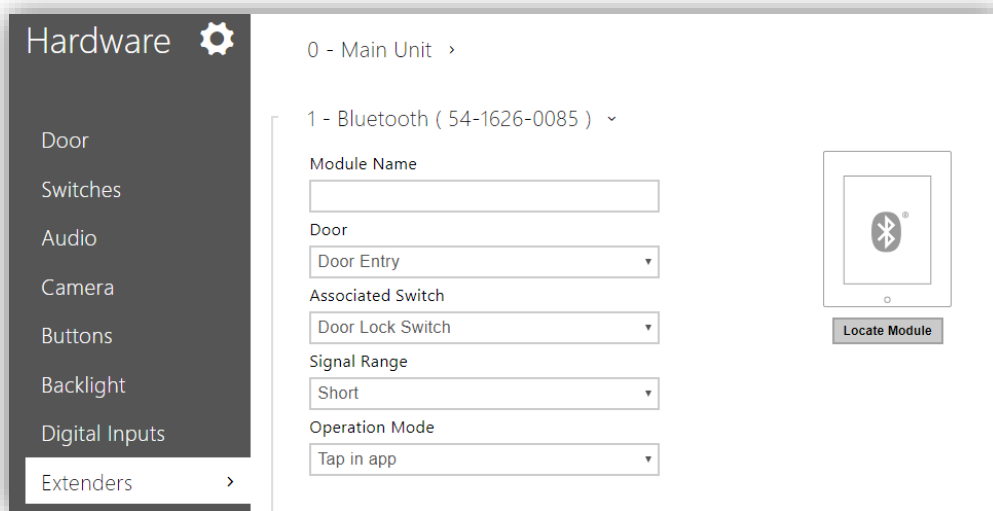 Hardware
Door
Switches
Audio
Camera
Buttons
Backlight
Digital Inputs
Extenders
0 - Main Unit
1 - Bluetooth ( 54-1626-0085 )
Module Name
Door
Door Entry
Associated Switch
Door Lock Switch
Signal Range
Short
Operation Mode
Tap in app
®
Locate Module